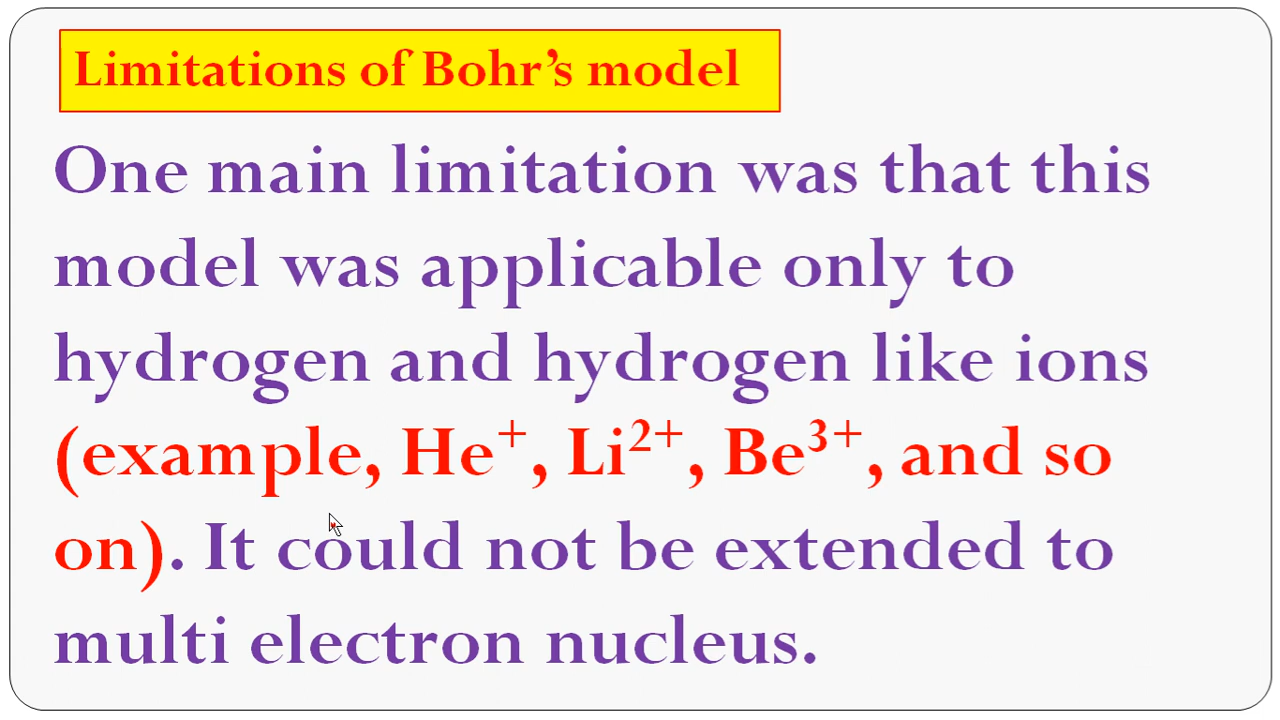 Limitations of Bohr’s model
One main limitation was that this
model was applicable only to
hydrogen and hydrogen like ions
(example, He⁺, Li²⁺, Be³⁺, and so
on). It could not be extended to
multi electron nucleus.